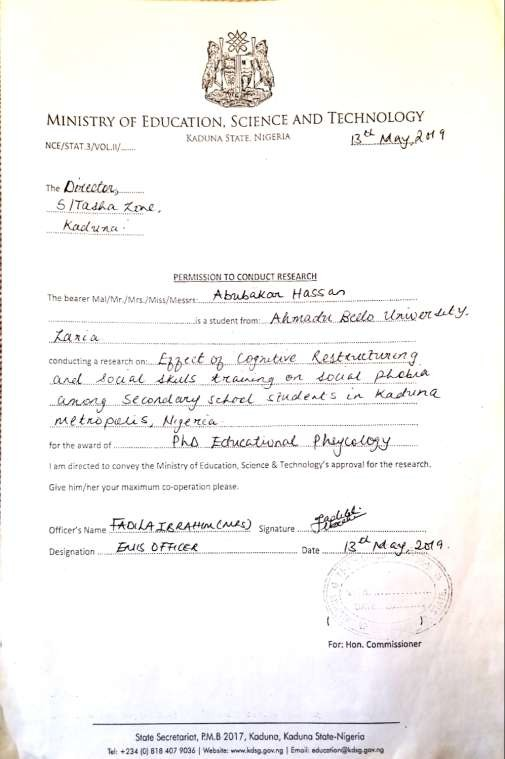 MINISTRY OF EDUCATION, SCIENCE AND TECHNOLOGY
KADUNA STATE, NIGERIA
NCE/STAT.3/VOL.II/.......
13th May, 2019
The Director,
S/Tasha Zone,
Kaduna.
PERMISSION TO CONDUCT RESEARCH
The bearer Mal/Mr./Mrs./Miss/Messrs: Abubakar Hassan
is a student from: Ahmadu Bello University.
Zaria
conducting a research on: Effect of Cognitive Restructuring
and Social skills training on social phobia
among Secondary school students in Kaduna
metropolis, Nigeria
for the award of PhD Educational Phsycology
I am directed to convey the Ministry of Education, Science & Technology's approval for the research.
Give him/her your maximum co-operation please.
Officer's Name FADILA IBRAHIM (MRS) Signature
Designation EMIS OFFICER Date 13th May, 2019.
For: Hon. Commissioner
State Secretariat, P.M.B 2017, Kaduna, Kaduna State-Nigeria
Tel: +234 (0) 818 407 9036 | Website: www.kdsg.gov.ng | Email: education@kdsg.gov.ng